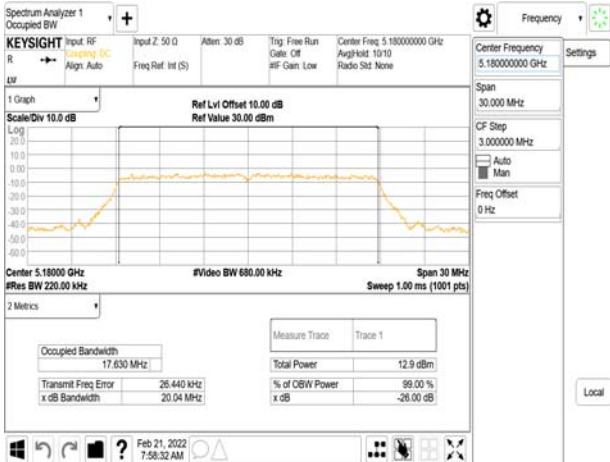 Spectrum Analyzer 1
Occupied BW
+
Frequency
KEYSIGHT
Input: RF
Coupling: DC
Align: Auto
Input Z: 50 Ω
Freq Ref: Int (S)
Atten: 30 dB
Trig: Free Run
Gate: Off
#IF Gain: Low
Center Freq: 5.180000000 GHz
Avg|Hold: 10/10
Radio Std: None
R
Center Frequency
5.180000000 GHz
Settings
Span
30.000 MHz
CF Step
3.000000 MHz
Auto
Man
Freq Offset
0 Hz
Local
1 Graph
Scale/Div 10.0 dB
Ref Lvl Offset 10.00 dB
Ref Value 30.00 dBm
Log
20.0
10.0
0.00
-10.0
-20.0
-30.0
-40.0
-50.0
-60.0
Center 5.18000 GHz
#Res BW 220.00 kHz
#Video BW 680.00 kHz
Span 30 MHz
Sweep 1.00 ms (1001 pts)
2 Metrics
Measure Trace
Trace 1
Occupied Bandwidth
17.630 MHz
Total Power
12.9 dBm
Transmit Freq Error
26.440 kHz
% of OBW Power
99.00 %
x dB Bandwidth
20.04 MHz
x dB
-26.00 dB
?
Feb 21, 2022
7:58:32 AM